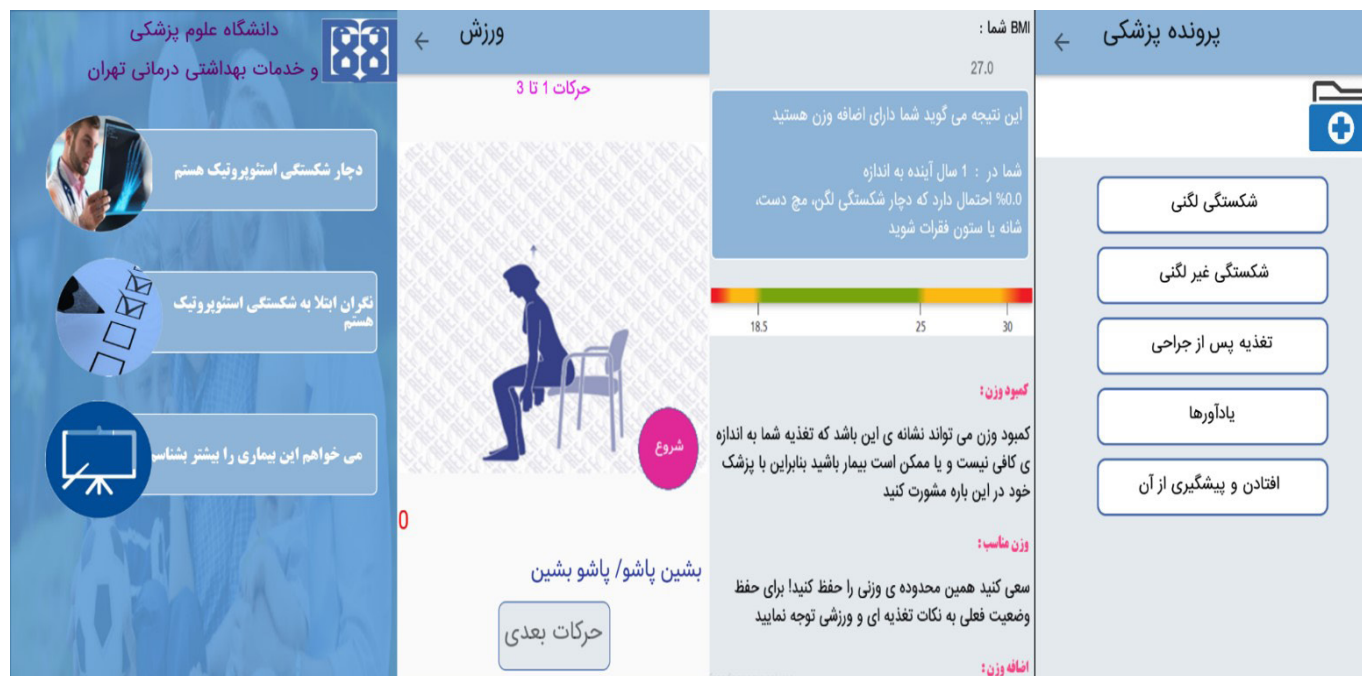 دانشگاه علوم پزشکی
و خدمات بهداشتی درمانی تهران
دچار شکستگی استئوپروتیک هستم
نگران ابتلا به شکستگی استئوپروتیک
هستم
می خواهم این بیماری را بیشتر بشناسم
ورزش
حرکات 1 تا 3
شروع
0
بشین پاشو/ پاشو بشین
حرکات بعدی
BMI شما :
27.0
این نتیجه می گوید شما دارای اضافه وزن هستید
شما در : 1 سال آینده به اندازه
%0.0 احتمال دارد که دچار شکستگی لگن، مچ دست،
شانه یا ستون فقرات شوید
18.5 25 30
کمبود وزن :
کمبود وزن می تواند نشانه ی این باشد که تغذیه شما به اندازه
ی کافی نیست و یا ممکن است بیمار باشید بنابراین با پزشک
خود در این باره مشورت کنید
وزن مناسب :
سعی کنید همین محدوده ی وزنی را حفظ کنید! برای حفظ
وضعیت فعلی به نکات تغذیه ای و ورزشی توجه نمایید
اضافه وزن :
پرونده پزشکی
شکستگی لگنی
شکستگی غیر لگنی
تغذیه پس از جراحی
یادآورها
افتادن و پیشگیری از آن